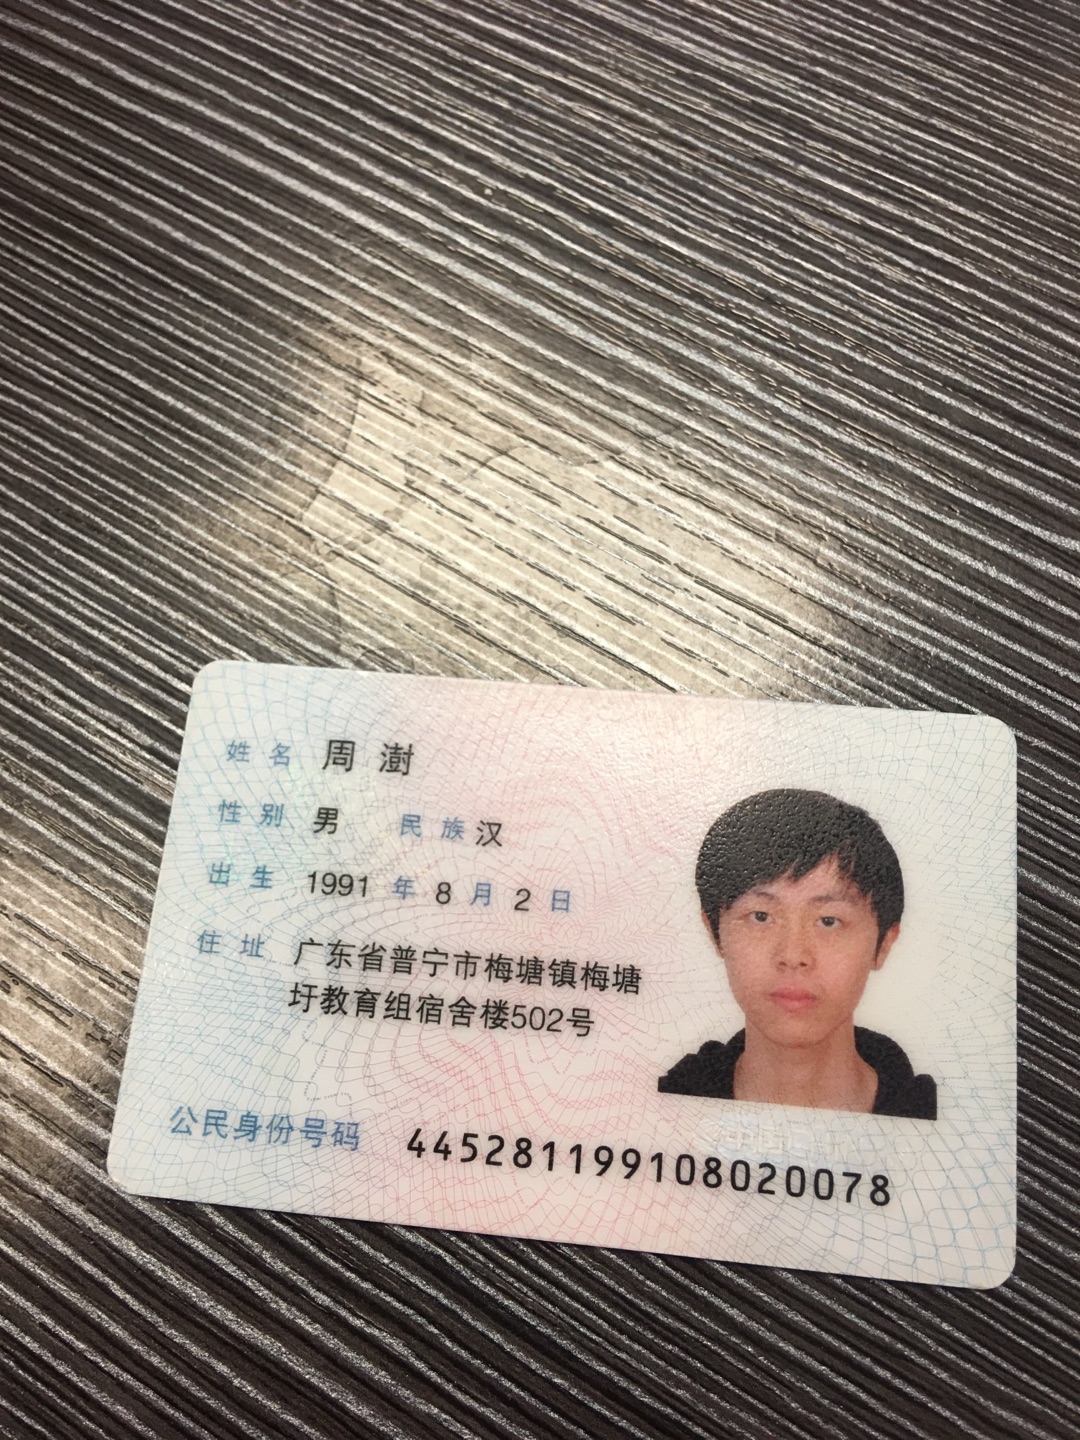 姓名 周澍
性别 男 民族 汉
出生 1991 年 8 月 2 日
住址 广东省普宁市梅塘镇梅塘
圩教育组宿舍楼502号
公民身份号码 445281199108020078